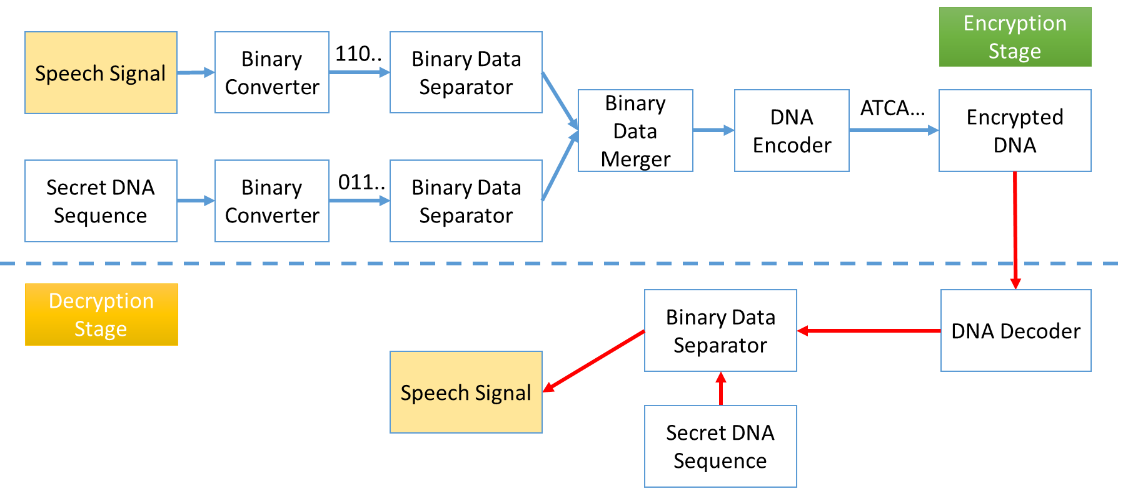 Encryption
Stage
Speech Signal
Binary
Converter
110..
Binary Data
Separator
Binary
Data
Merger
DNA
Encoder
ATCA...
Encrypted
DNA
Secret DNA
Sequence
Binary
Converter
011..
Binary Data
Separator
Decryption
Stage
Binary Data
Separator
DNA Decoder
Speech Signal
Secret DNA
Sequence